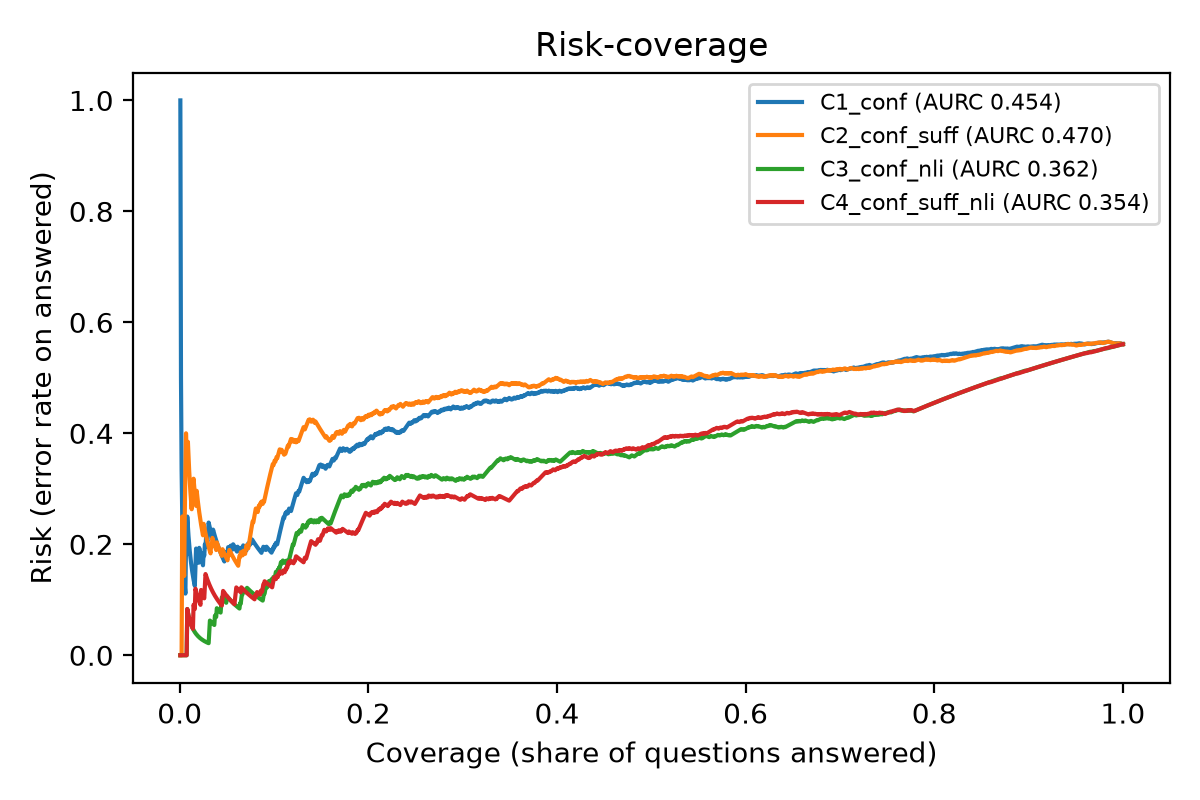 Risk-coverage
C1_conf (AURC 0.454)
C2_conf_suff (AURC 0.470)
C3_conf_nli (AURC 0.362)
C4_conf_suff_nli (AURC 0.354)
Risk (error rate on answered)
1.0
0.8
0.6
0.4
0.2
0.0
0.0 0.2 0.4 0.6 0.8 1.0
Coverage (share of questions answered)